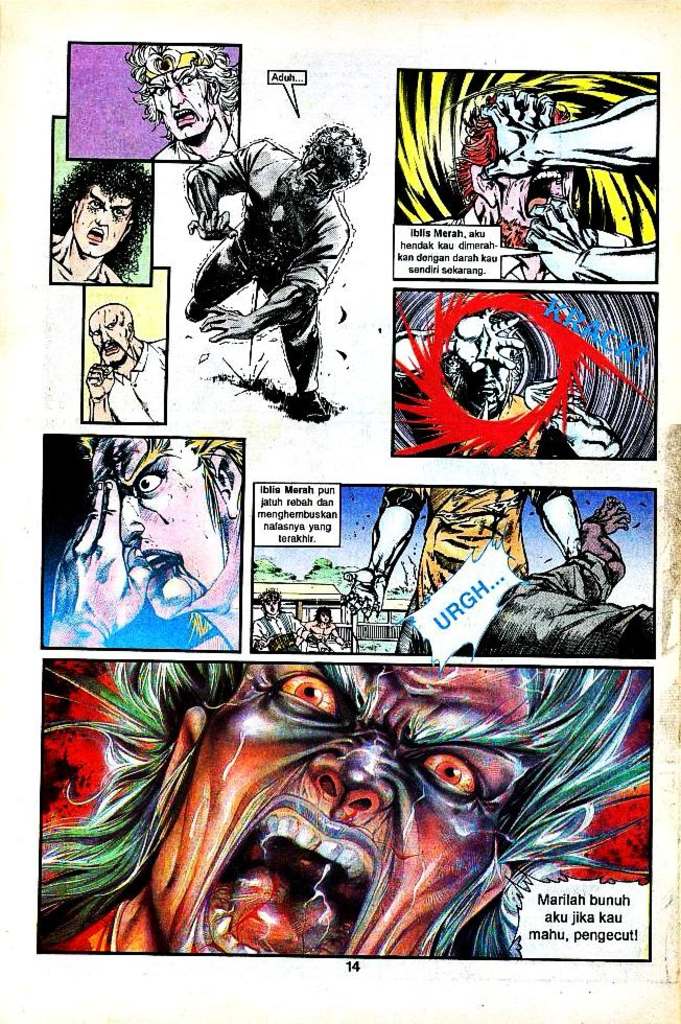 Aduh...
Iblis Merah, aku
hendak kau dimerah-
kan dengan darah kau
sendiri sekarang.
KRACK!
Iblis Merah pun
jatuh rebah dan
menghembuskan
nafasnya yang
terakhir.
URGH...
Marilah bunuh
aku jika kau
mahu, pengecut!
14